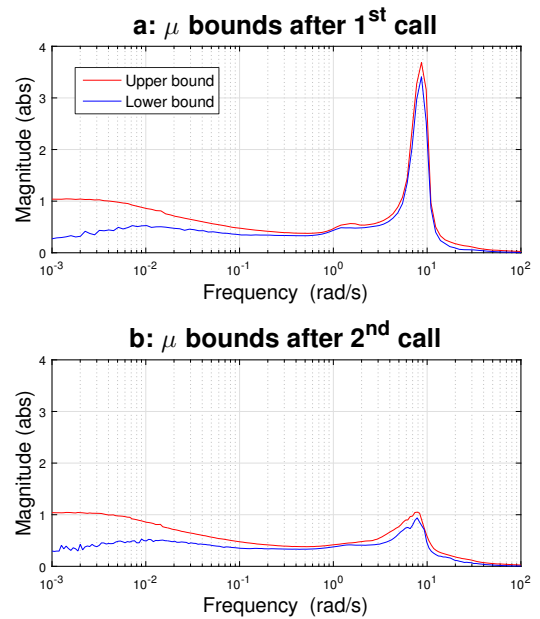 a: μ bounds after 1st call
4
3
2
1
0
Magnitude (abs)
Upper bound
Lower bound
10-3 10-2 10-1 100 101 102
Frequency (rad/s)
b: μ bounds after 2nd call
4
3
2
1
0
Magnitude (abs)
10-3 10-2 10-1 100 101 102
Frequency (rad/s)